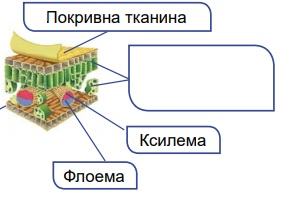 Покривна тканина
Ксилема
Флоема